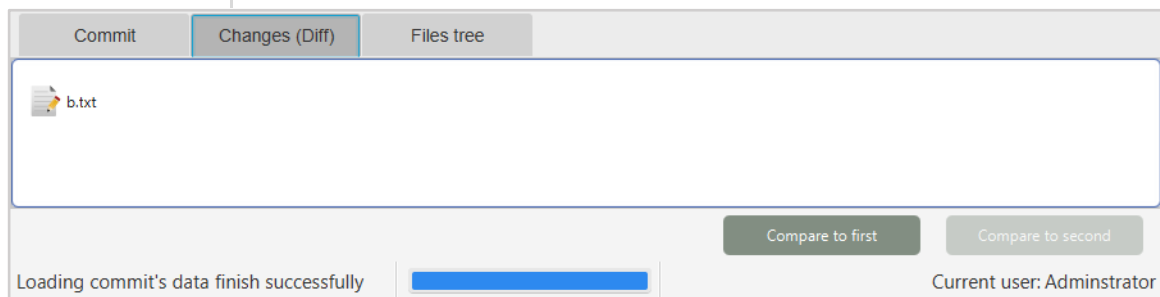 Commit
Changes (Diff)
Files tree
b.txt
Compare to first
Compare to second
Loading commit's data finish successfully
Current user: Adminstrator